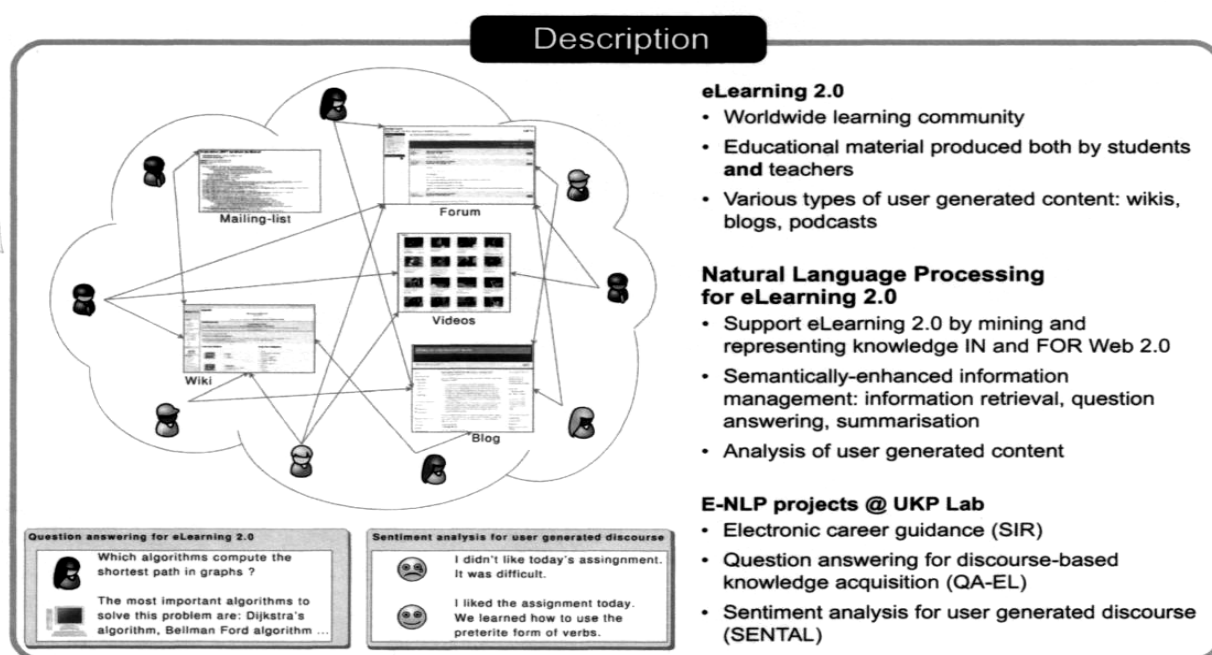 Description
Mailing-list
Forum
Videos
Wiki
Blog
Question answering for eLearning 2.0
Which algorithms compute the
shortest path in graphs ?
The most important algorithms to
solve this problem are: Dijkstra's
algorithm, Bellman Ford algorithm ...
Sentiment analysis for user generated discourse
I didn't like today's assingnment.
It was difficult.
I liked the assignment today.
We learned how to use the
preterite form of verbs.
eLearning 2.0
• Worldwide learning community
• Educational material produced both by students
and teachers
• Various types of user generated content: wikis,
blogs, podcasts
Natural Language Processing
for eLearning 2.0
• Support eLearning 2.0 by mining and
representing knowledge IN and FOR Web 2.0
• Semantically-enhanced information
management: information retrieval, question
answering, summarisation
• Analysis of user generated content
E-NLP projects @ UKP Lab
• Electronic career guidance (SIR)
• Question answering for discourse-based
knowledge acquisition (QA-EL)
• Sentiment analysis for user generated discourse
(SENTAL)